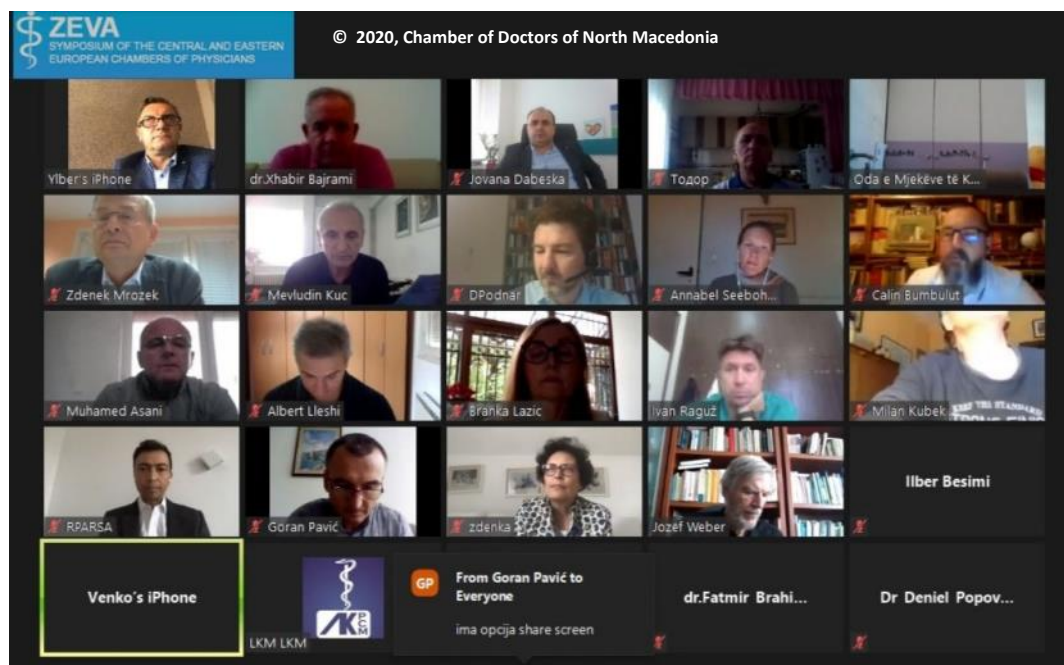 ZEVA
SYMPOSIUM OF THE CENTRAL AND EASTERN
EUROPEAN CHAMBERS OF PHYSICIANS
© 2020, Chamber of Doctors of North Macedonia
Ylber's iPhone
dr.Xhabir Bajrami
Jovana Dabeska
Тодор
Oda e Mjekëve të K...
Zdenek Mrozek
Mevludin Kuc
DPodnar
Annabel Seeboh...
Calin Bumbulut
Muhamed Asani
Albert Lleshi
Branka Lazic
Ivan Raguž
Milan Kubek
KEEP THE STANDARD
RPARSA
Goran Pavić
zdenka
Jozef Weber
Ilber Besimi
Venko's iPhone
LKM LKM
GP
From Goran Pavić to
Everyone
ima opcija share screen
dr.Fatmir Brahi...
Dr Deniel Popov...